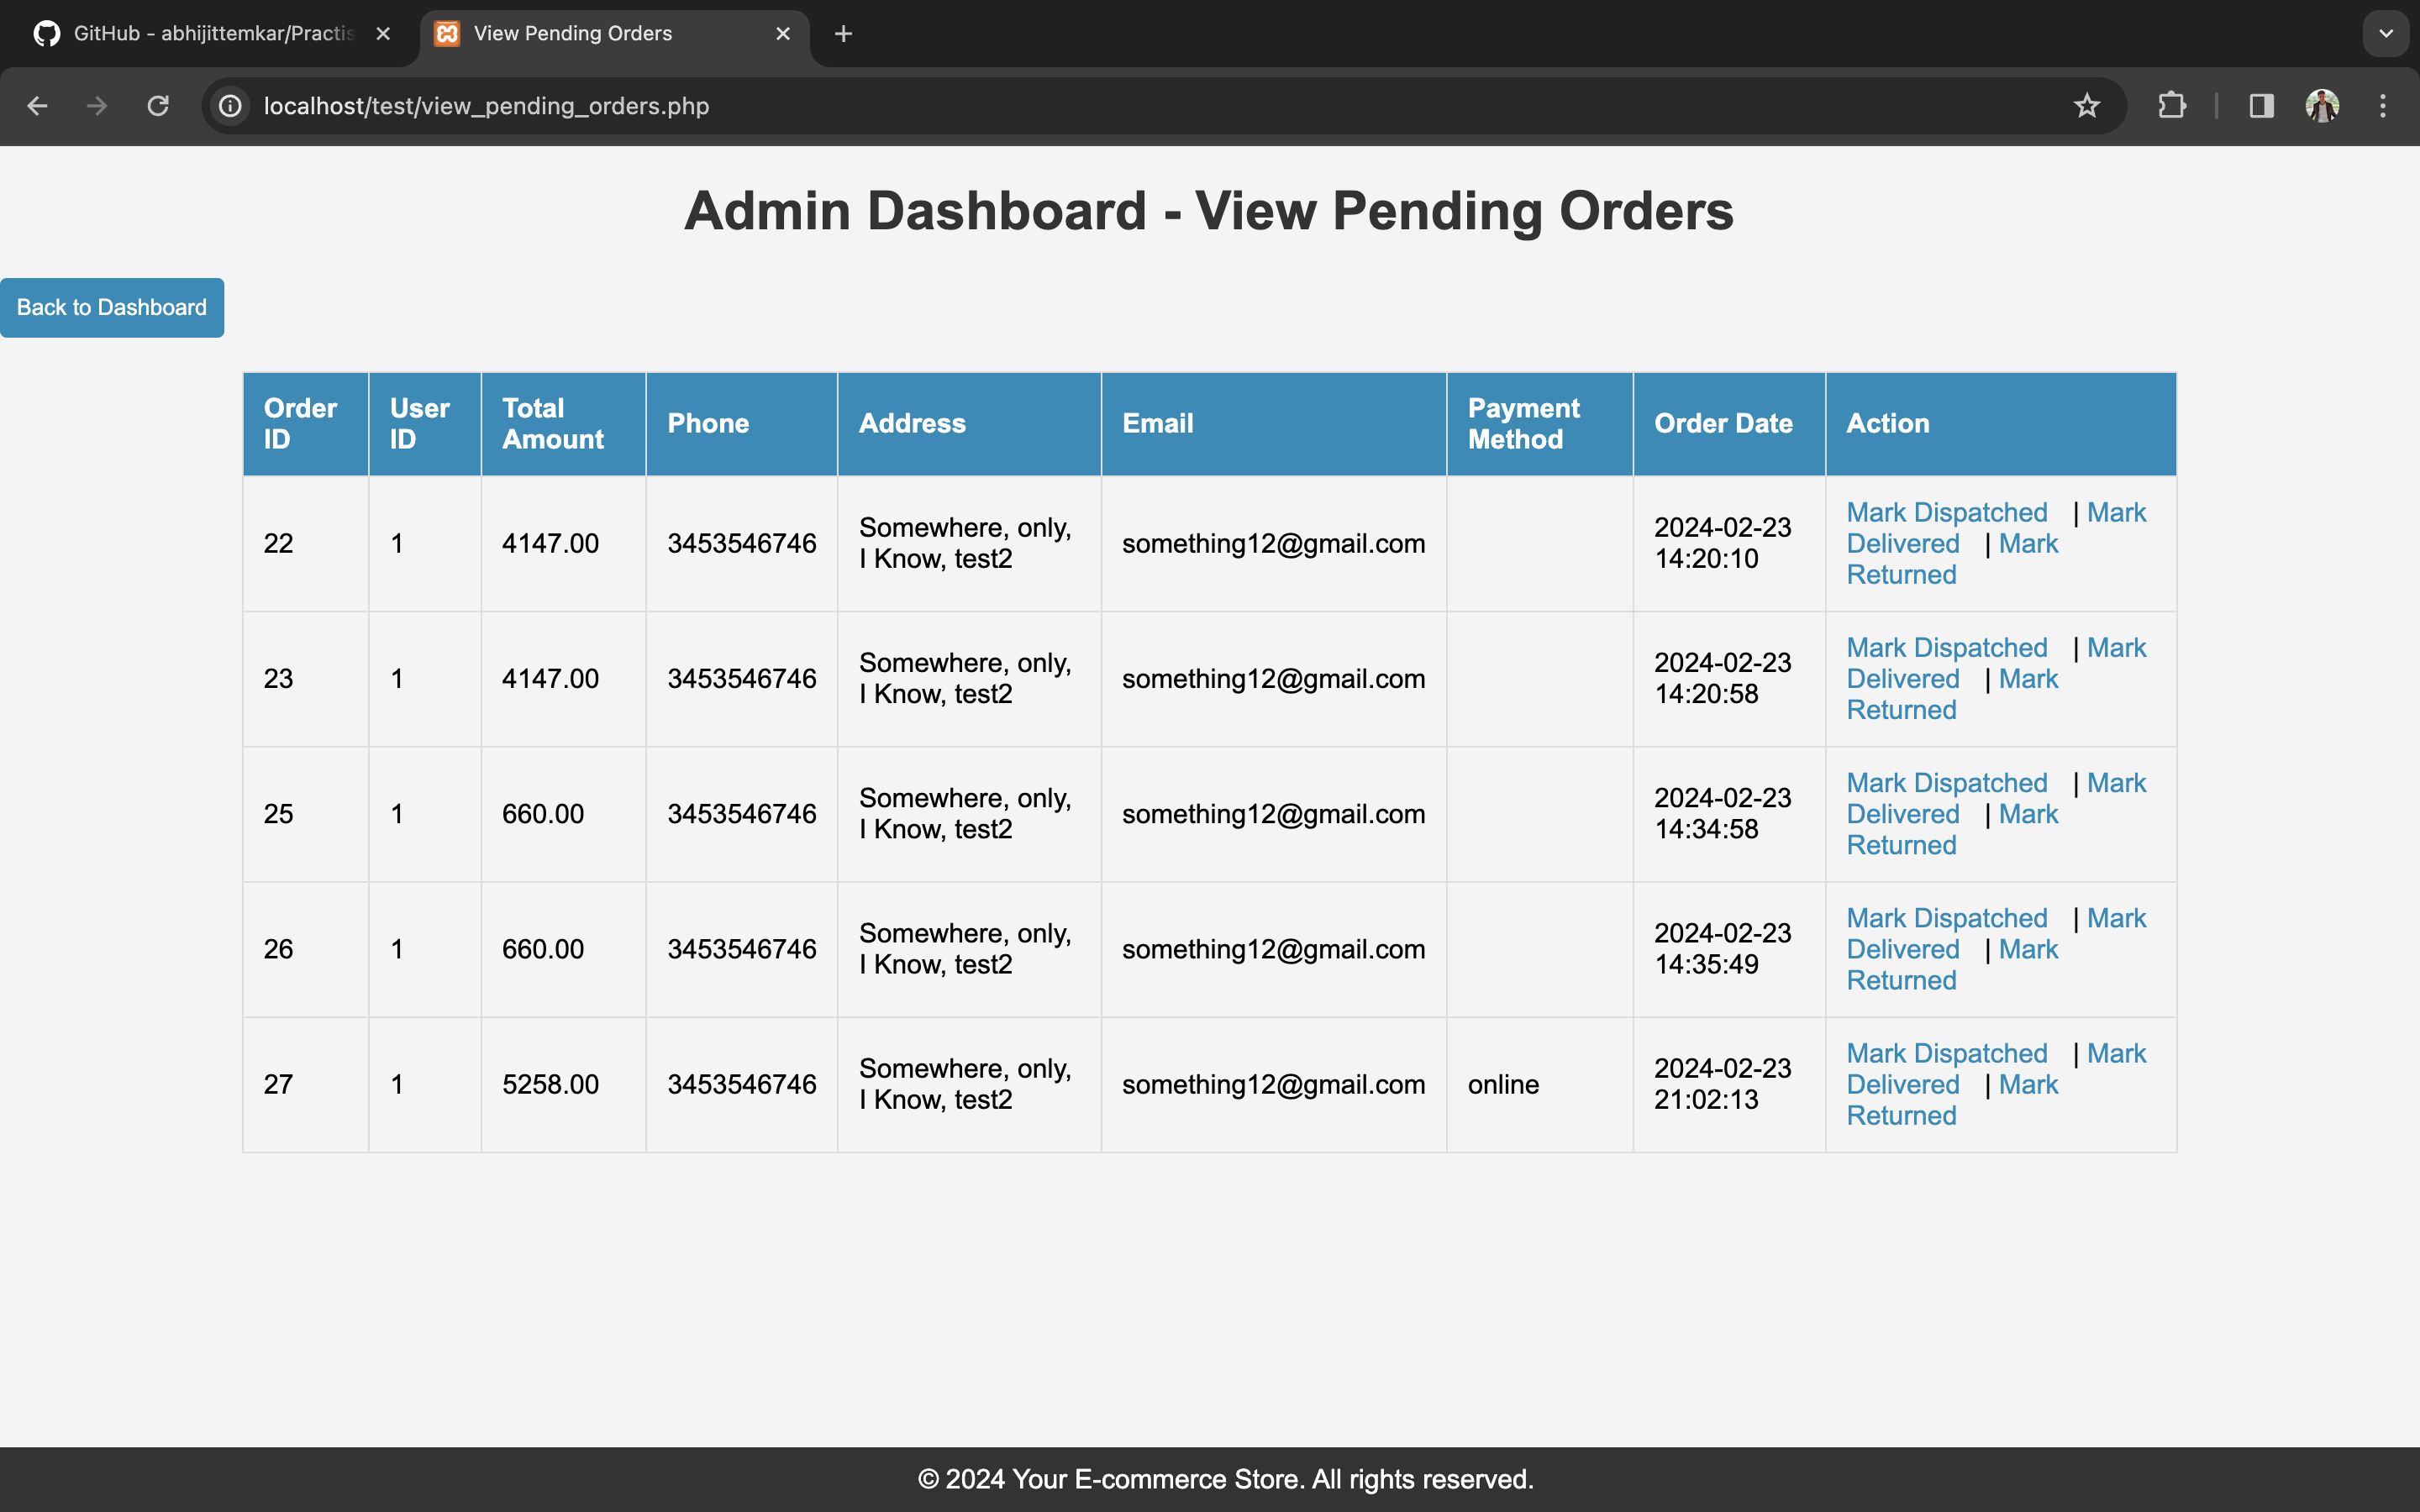 GitHub - abhijittemkar/Practis
View Pending Orders
localhost/test/view_pending_orders.php
Admin Dashboard - View Pending Orders
Back to Dashboard
Order ID User ID Total Amount Phone Address Email Payment Method Order Date Action
22 1 4147.00 3453546746 Somewhere, only, I Know, test2 something12@gmail.com 2024-02-23 14:20:10 Mark Dispatched | Mark Delivered | Mark Returned
23 1 4147.00 3453546746 Somewhere, only, I Know, test2 something12@gmail.com 2024-02-23 14:20:58 Mark Dispatched | Mark Delivered | Mark Returned
25 1 660.00 3453546746 Somewhere, only, I Know, test2 something12@gmail.com 2024-02-23 14:34:58 Mark Dispatched | Mark Delivered | Mark Returned
26 1 660.00 3453546746 Somewhere, only, I Know, test2 something12@gmail.com 2024-02-23 14:35:49 Mark Dispatched | Mark Delivered | Mark Returned
27 1 5258.00 3453546746 Somewhere, only, I Know, test2 something12@gmail.com online 2024-02-23 21:02:13 Mark Dispatched | Mark Delivered | Mark Returned
© 2024 Your E-commerce Store. All rights reserved.